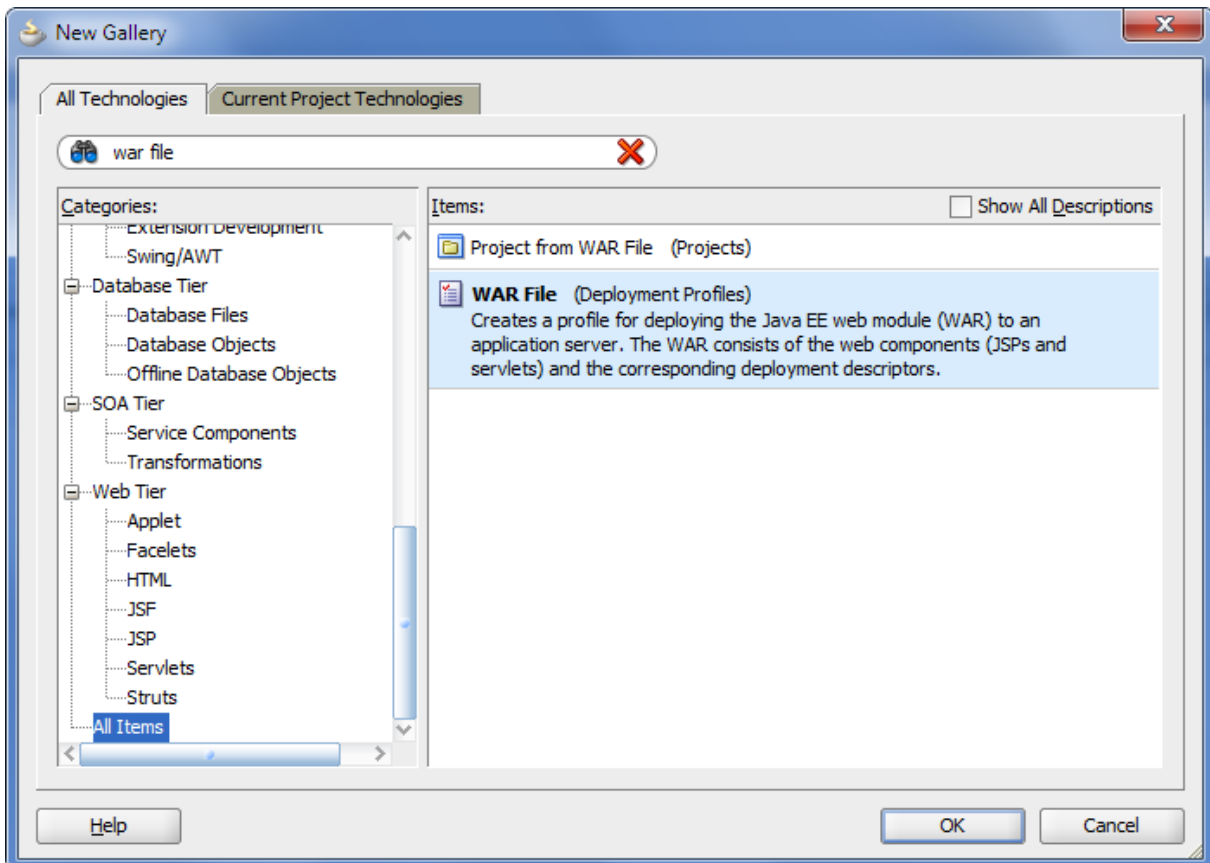 New Gallery
All Technologies
Current Project Technologies
war file
Categories:
Extension Development
Swing/AWT
Database Tier
Database Files
Database Objects
Offline Database Objects
SOA Tier
Service Components
Transformations
Web Tier
Applet
Facelets
HTML
JSF
JSP
Servlets
Struts
All Items
Items:
Show All Descriptions
Project from WAR File (Projects)
WAR File (Deployment Profiles)
Creates a profile for deploying the Java EE web module (WAR) to an
application server. The WAR consists of the web components (JSPs and
servlets) and the corresponding deployment descriptors.
Help
OK
Cancel